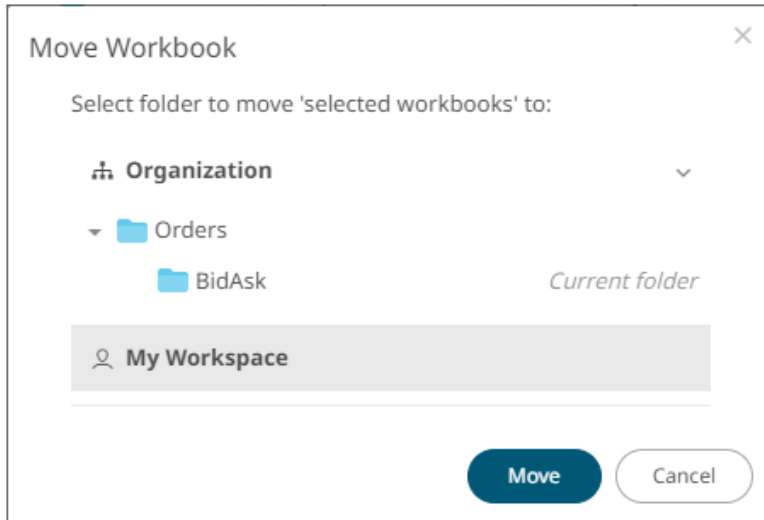 Move Workbook
Select folder to move 'selected workbooks' to:
Organization
Orders
BidAsk Current folder
My Workspace
Move Cancel